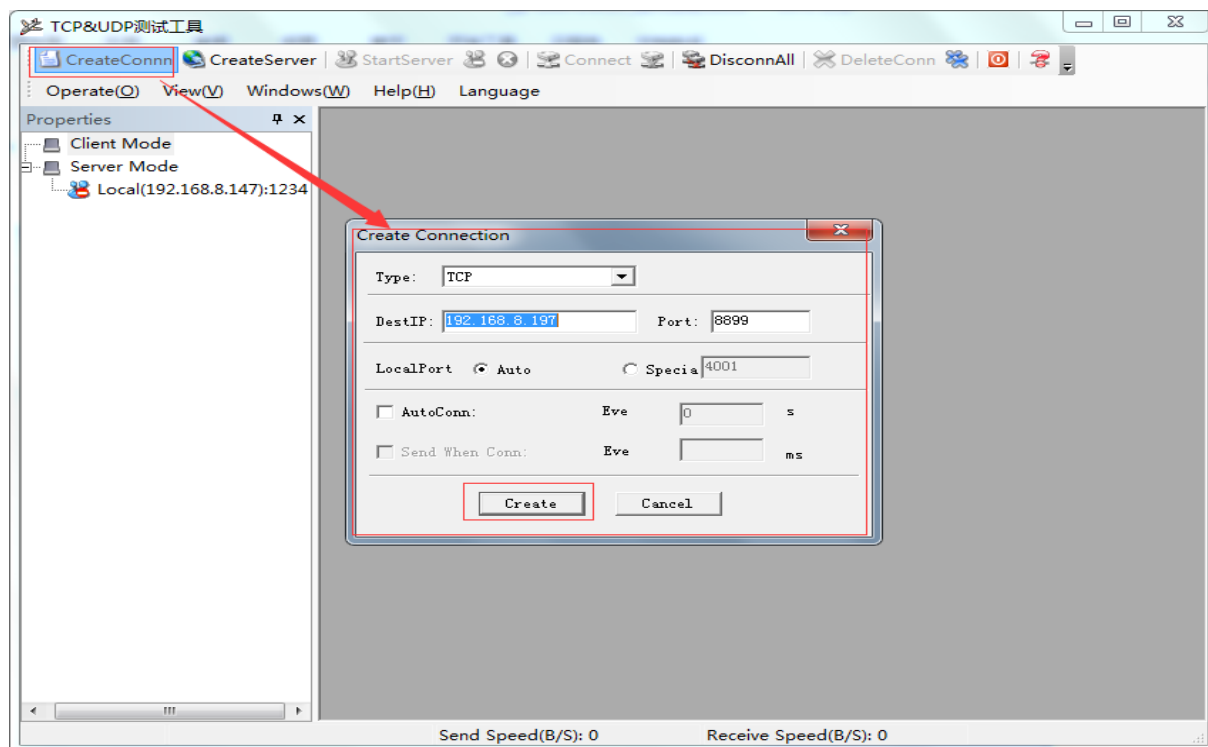 TCP&UDP测试工具
CreateConnn CreateServer StartServer Connect DisconnAll DeleteConn
Operate(O) View(V) Windows(W) Help(H) Language
Properties
Client Mode
Server Mode
Local(192.168.8.147):1234
Create Connection
Type: TCP
DestIP: 192.168.8.197 Port: 8899
LocalPort Auto Specia 4001
AutoConn: Eve 0 s
Send When Conn: Eve ms
Create Cancel
Send Speed(B/S): 0 Receive Speed(B/S): 0